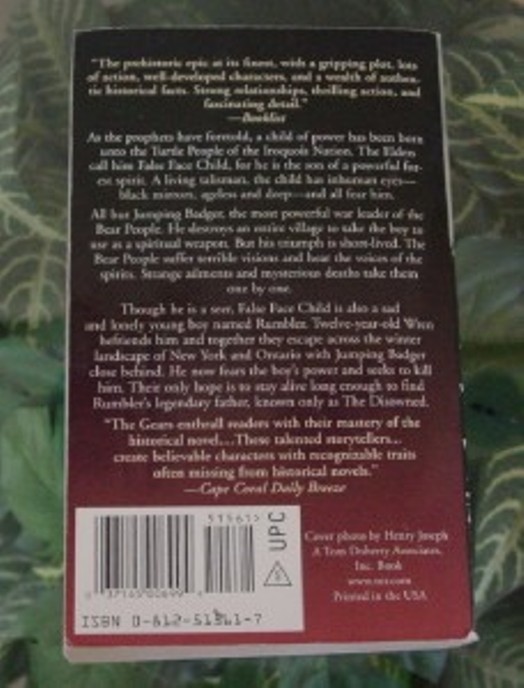 "The prehistoric epic at its finest, with a gripping plot, lots
of action, well-developed characters, and a wealth of authen-
tic historical facts. Strong relationships, thrilling action, and
fascinating detail."
—Booklist
As the prophets have foretold, a child of power has been born
unto the Turtle People of the Iroquois Nation. The Elders
call him False Face Child, for he is the son of a powerful for-
est spirit. A living talisman, the child has inhuman eyes—
black mirrors, ageless and deep—and all fear him.
All but Jumping Badger, the most powerful war leader of the
Bear People. He destroys an entire village to take the boy to
use as a spiritual weapon. But his triumph is short-lived. The
Bear People suffer terrible visions and hear the voices of the
spirits. Strange ailments and mysterious deaths take them
one by one.
Though he is a seer, False Face Child is also a sad
and lonely young boy named Rumbler. Twelve-year-old Wren
befriends him and together they escape across the winter
landscape of New York and Ontario with Jumping Badger
close behind. He now fears the boy's power and seeks to kill
him. Their only hope is to stay alive long enough to find
Rumbler's legendary father, known only as The Disowned.
"The Gears enthrall readers with their mastery of the
historical novel...These talented storytellers...
create believable characters with recognizable traits
often missing from historical novels."
—Cape Coral Daily Breeze
51561>
UPC
Cover photo by Henry Joseph
A Tom Doherty Associates,
Inc. Book
www.tor.com
Printed in the USA
ISBN 0-812-51561-7